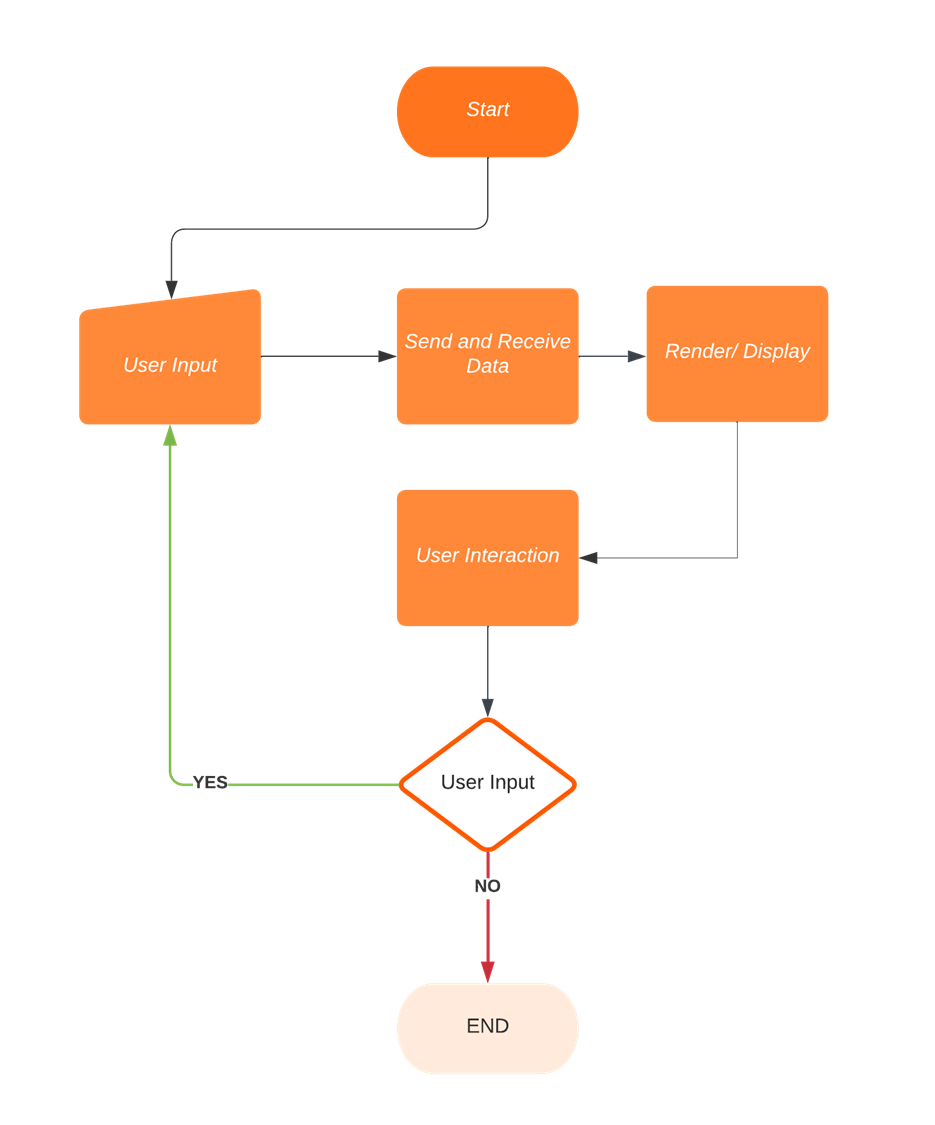 Start
User Input
Send and Receive
Data
Render/ Display
User Interaction
User Input
YES
NO
END